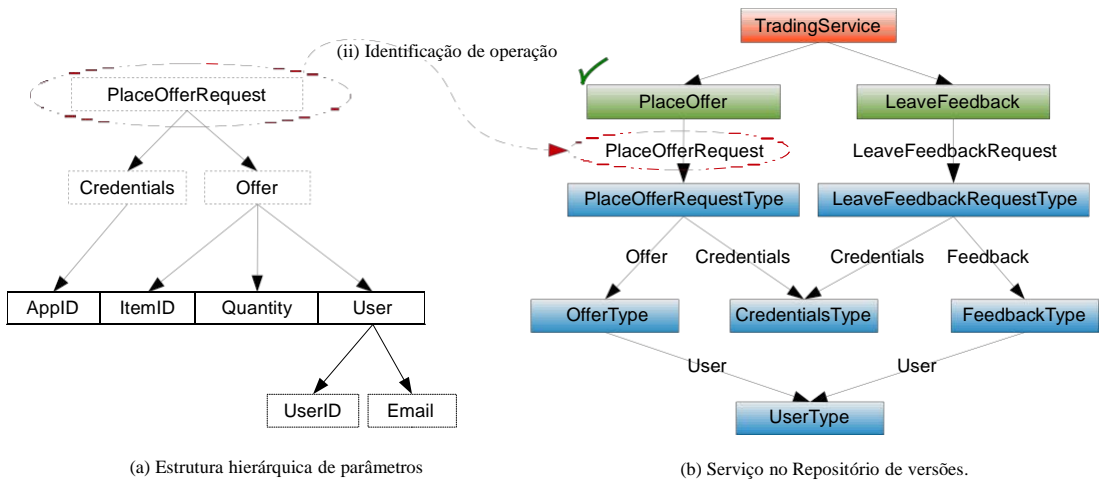 TradingService
(ii) Identificação de operação
PlaceOfferRequest
PlaceOffer
LeaveFeedback
PlaceOfferRequest
LeaveFeedbackRequest
Credentials
Offer
PlaceOfferRequestType
LeaveFeedbackRequestType
Offer
Credentials
Credentials
Feedback
AppID
ItemID
Quantity
User
OfferType
CredentialsType
FeedbackType
User
User
UserID
Email
UserType
(a) Estrutura hierárquica de parâmetros
(b) Serviço no Repositório de versões.